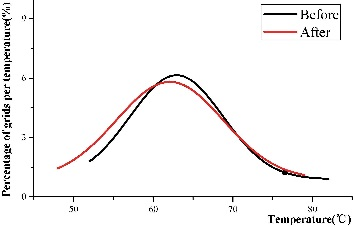 Percentage of grids per temperature(%)
9
6
3
0
50
60
70
80
Temperature(℃)
Before
After